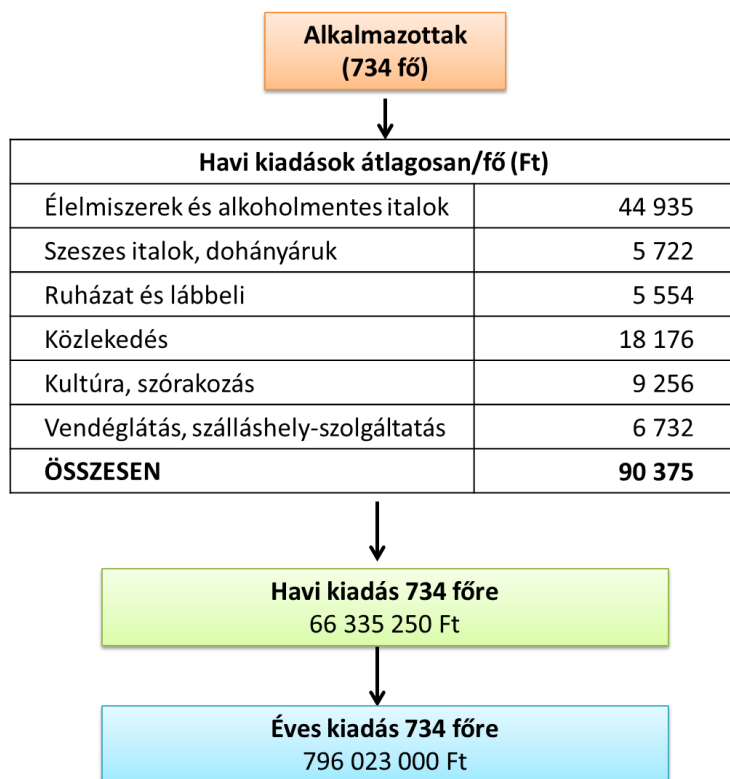 Alkalmazottak
(734 fő)
Havi kiadások átlagosan/fő (Ft)
Élelmiszerek és alkoholmentes italok 44 935
Szeszes italok, dohányáruk 5 722
Ruházat és lábbeli 5 554
Közlekedés 18 176
Kultúra, szórakozás 9 256
Vendéglátás, szálláshely-szolgáltatás 6 732
ÖSSZESEN 90 375
Havi kiadás 734 főre
66 335 250 Ft
Éves kiadás 734 főre
796 023 000 Ft